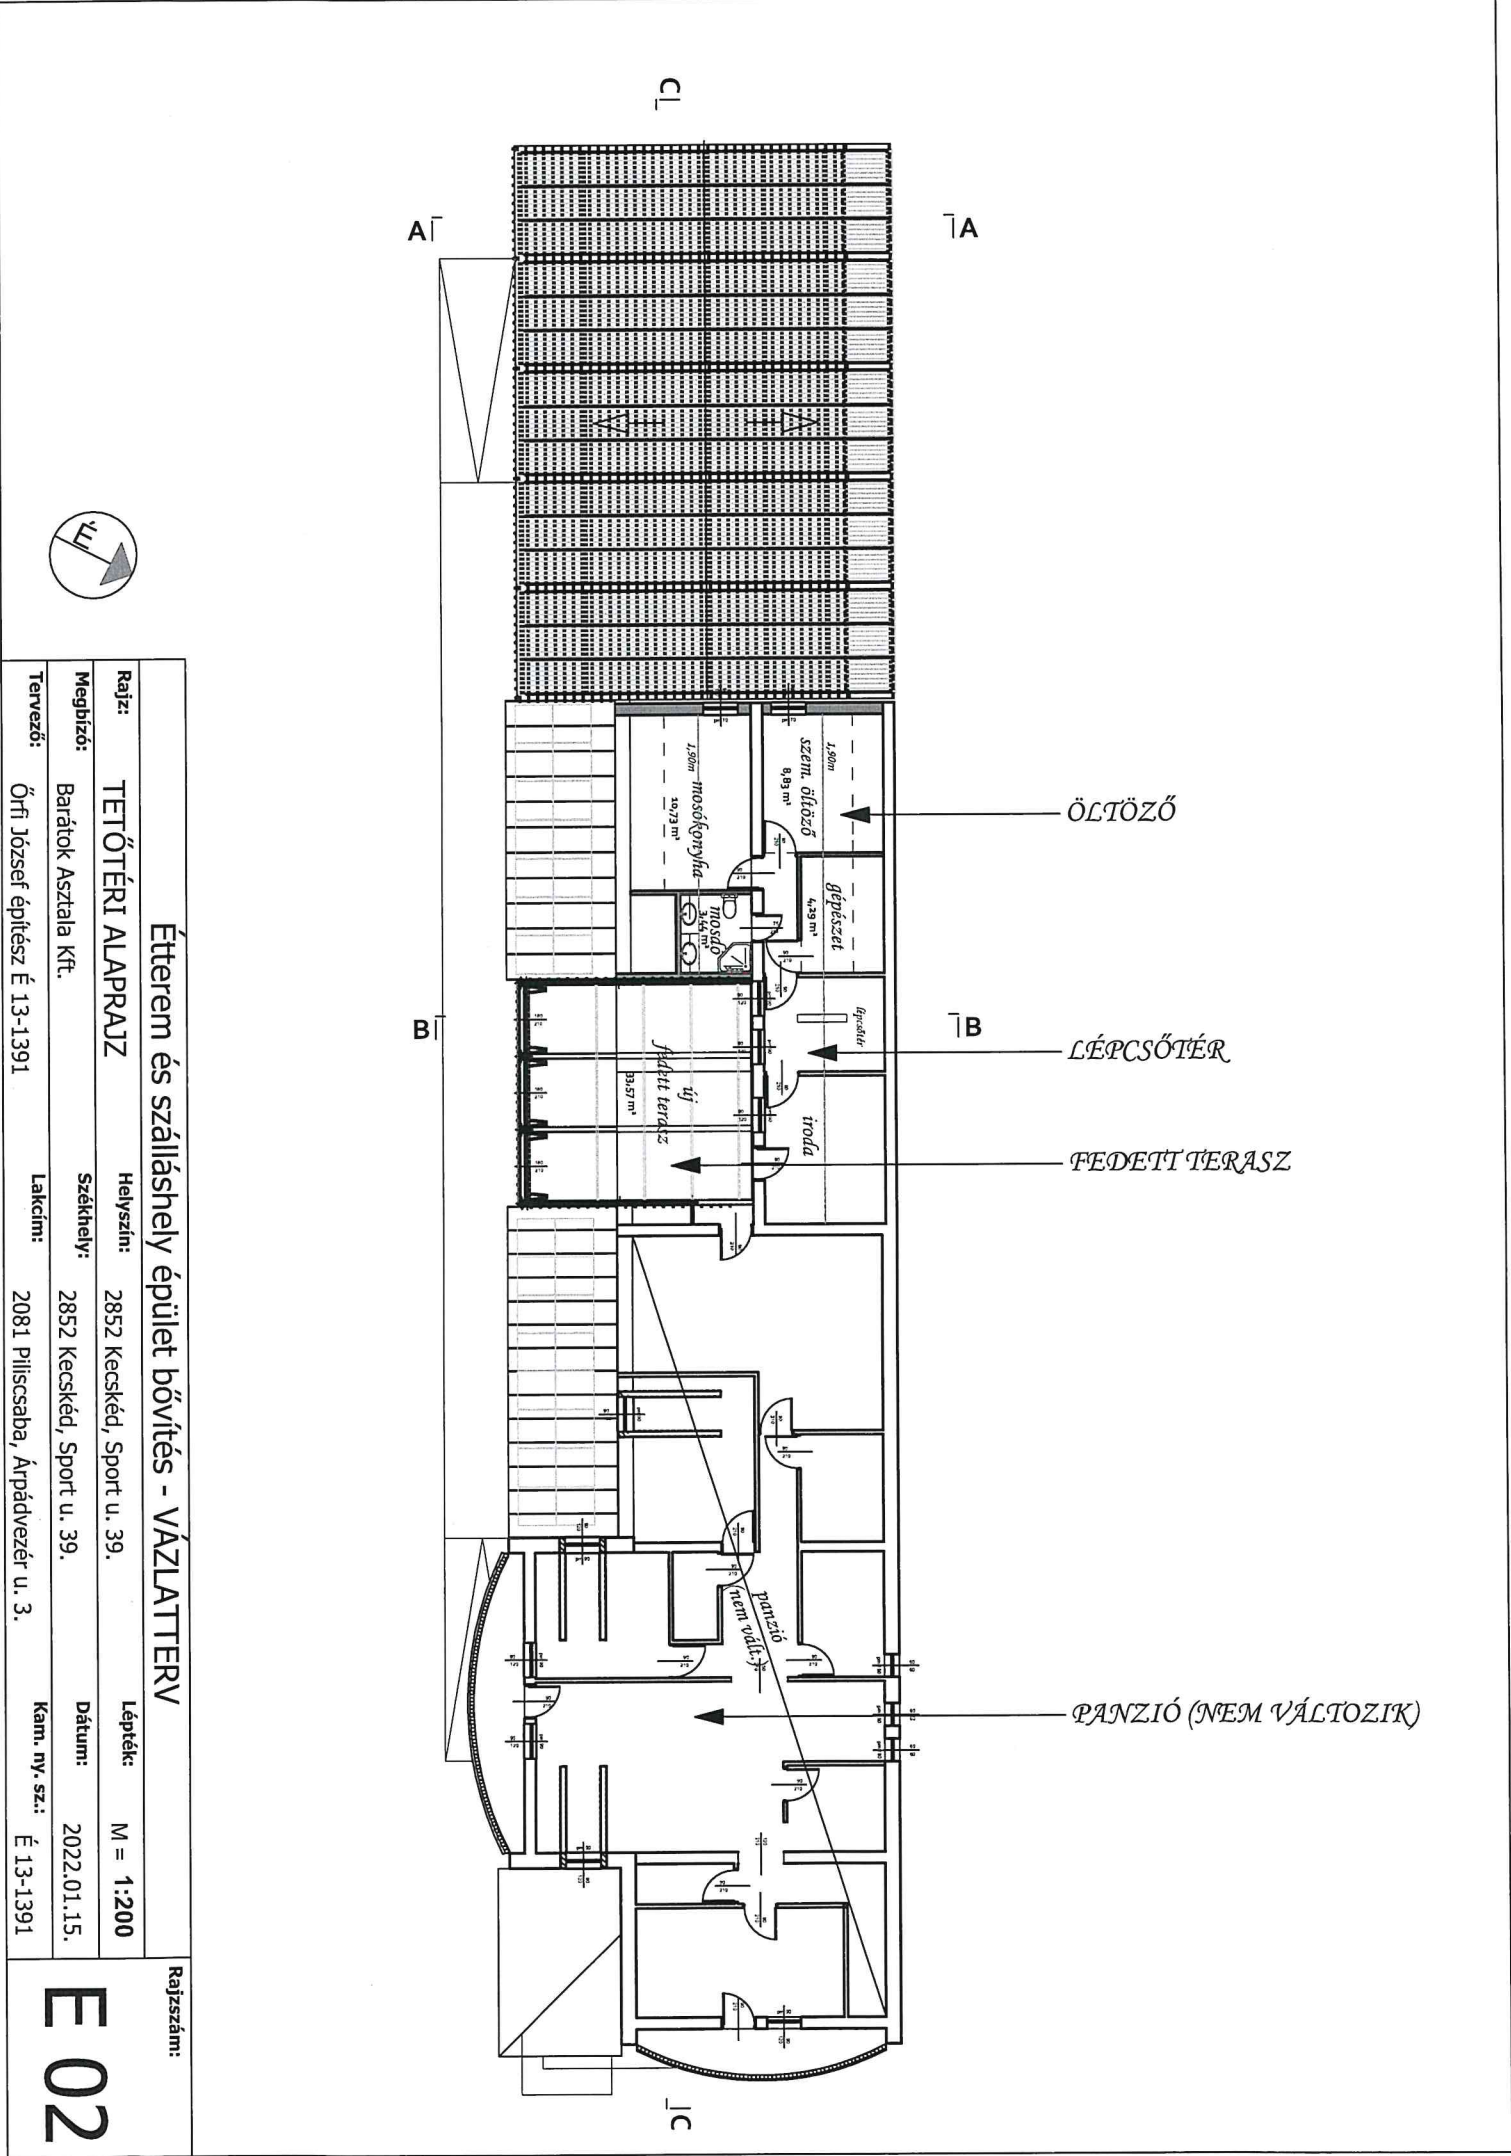 C
A
A
ÖLTÖZŐ
LÉPCSŐTÉR
FEDETT TERASZ
PANZIÓ (NEM VÁLTOZIK)
1,90m
szem. öltöző
8,83 m²
1,90m
mosókonyha
10,73 m²
gépészet
4,29 m²
mosdó
3,44 m²
lépcsőtér
B
B
iroda
új
fedett terasz
33,57 m²
panzió
(nem vált.)
C
É
Étterem és szálláshely épület bővítés - VÁZLATTERV
Rajz: TETŐTÉRI ALAPRAJZ Helyszín: 2852 Kecskéd, Sport u. 39. Lépték: M = 1:200
Megbízó: Barátok Asztala Kft. Székhely: 2852 Kecskéd, Sport u. 39. Dátum: 2022.01.15.
Tervező: Őrfi József építész É 13-1391 Lakcím: 2081 Piliscsaba, Árpádvezér u. 3. Kam. ny. sz.: É 13-1391
Rajzszám:
E 02